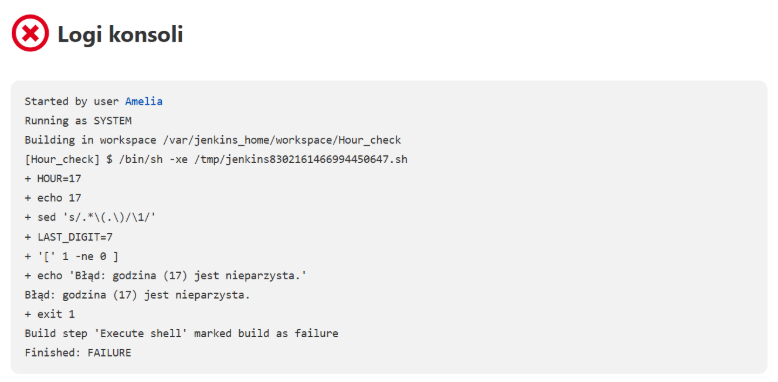 Logi konsoli
Started by user Amelia
Running as SYSTEM
Building in workspace /var/jenkins_home/workspace/Hour_check
[Hour_check] $ /bin/sh -xe /tmp/jenkins8302161466994450647.sh
+ HOUR=17
+ echo 17
+ sed 's/.*\(.\)/\1/'
+ LAST_DIGIT=7
+ '[' 1 -ne 0 ]
+ echo 'Błąd: godzina (17) jest nieparzysta.'
Błąd: godzina (17) jest nieparzysta.
+ exit 1
Build step 'Execute shell' marked build as failure
Finished: FAILURE